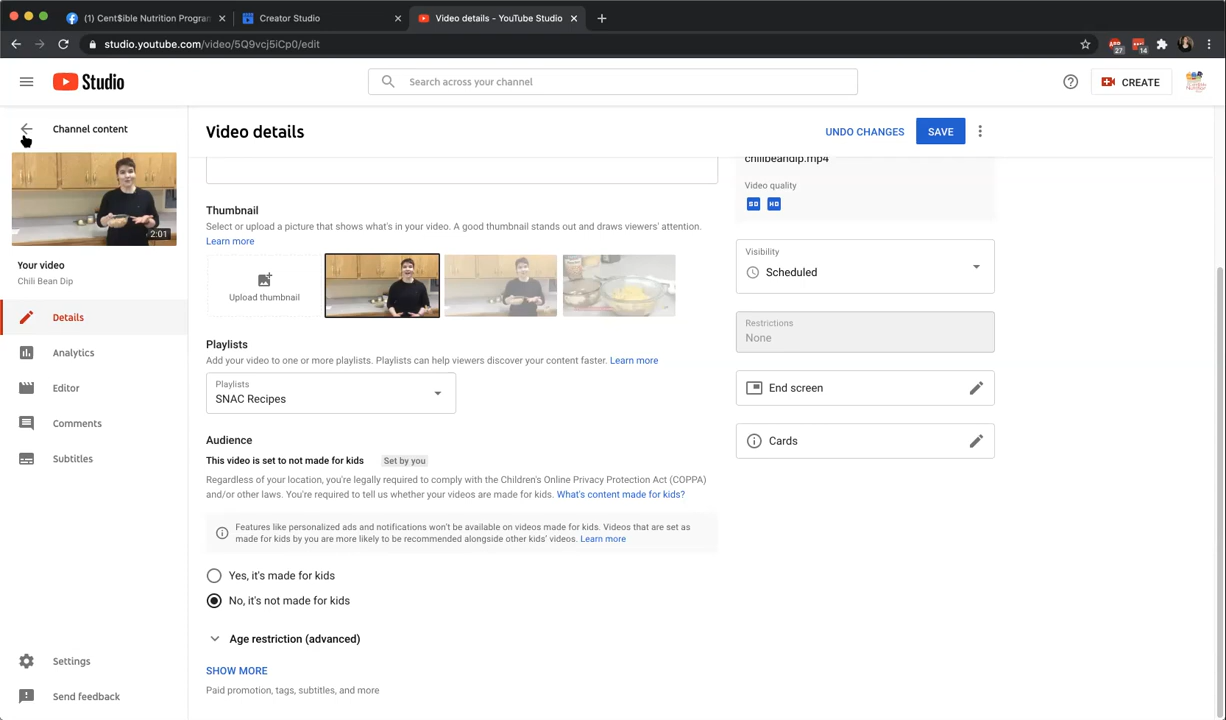 (1) Cent$ible Nutrition Program
Creator Studio
Video details - YouTube Studio
studio.youtube.com/video/5Q9vcj5iCp0/edit
27
14
Studio
Search across your channel
CREATE
Channel content
Video details
UNDO CHANGES
SAVE
2:01
Your video
Chili Bean Dip
Details
Analytics
Editor
Comments
Subtitles
Settings
Send feedback
Thumbnail
Select or upload a picture that shows what's in your video. A good thumbnail stands out and draws viewers' attention.
Learn more
Upload thumbnail
Playlists
Add your video to one or more playlists. Playlists can help viewers discover your content faster. Learn more
Playlists
SNAC Recipes
Audience
This video is set to not made for kids Set by you
Regardless of your location, you're legally required to comply with the Children's Online Privacy Protection Act (COPPA)
and/or other laws. You're required to tell us whether your videos are made for kids. What's content made for kids?
Features like personalized ads and notifications won't be available on videos made for kids. Videos that are set as
made for kids by you are more likely to be recommended alongside other kids' videos. Learn more
Yes, it's made for kids
No, it's not made for kids
Age restriction (advanced)
SHOW MORE
Paid promotion, tags, subtitles, and more
chilibeandip.mp4
Video quality
SD HD
Visibility
Scheduled
Restrictions
None
End screen
Cards